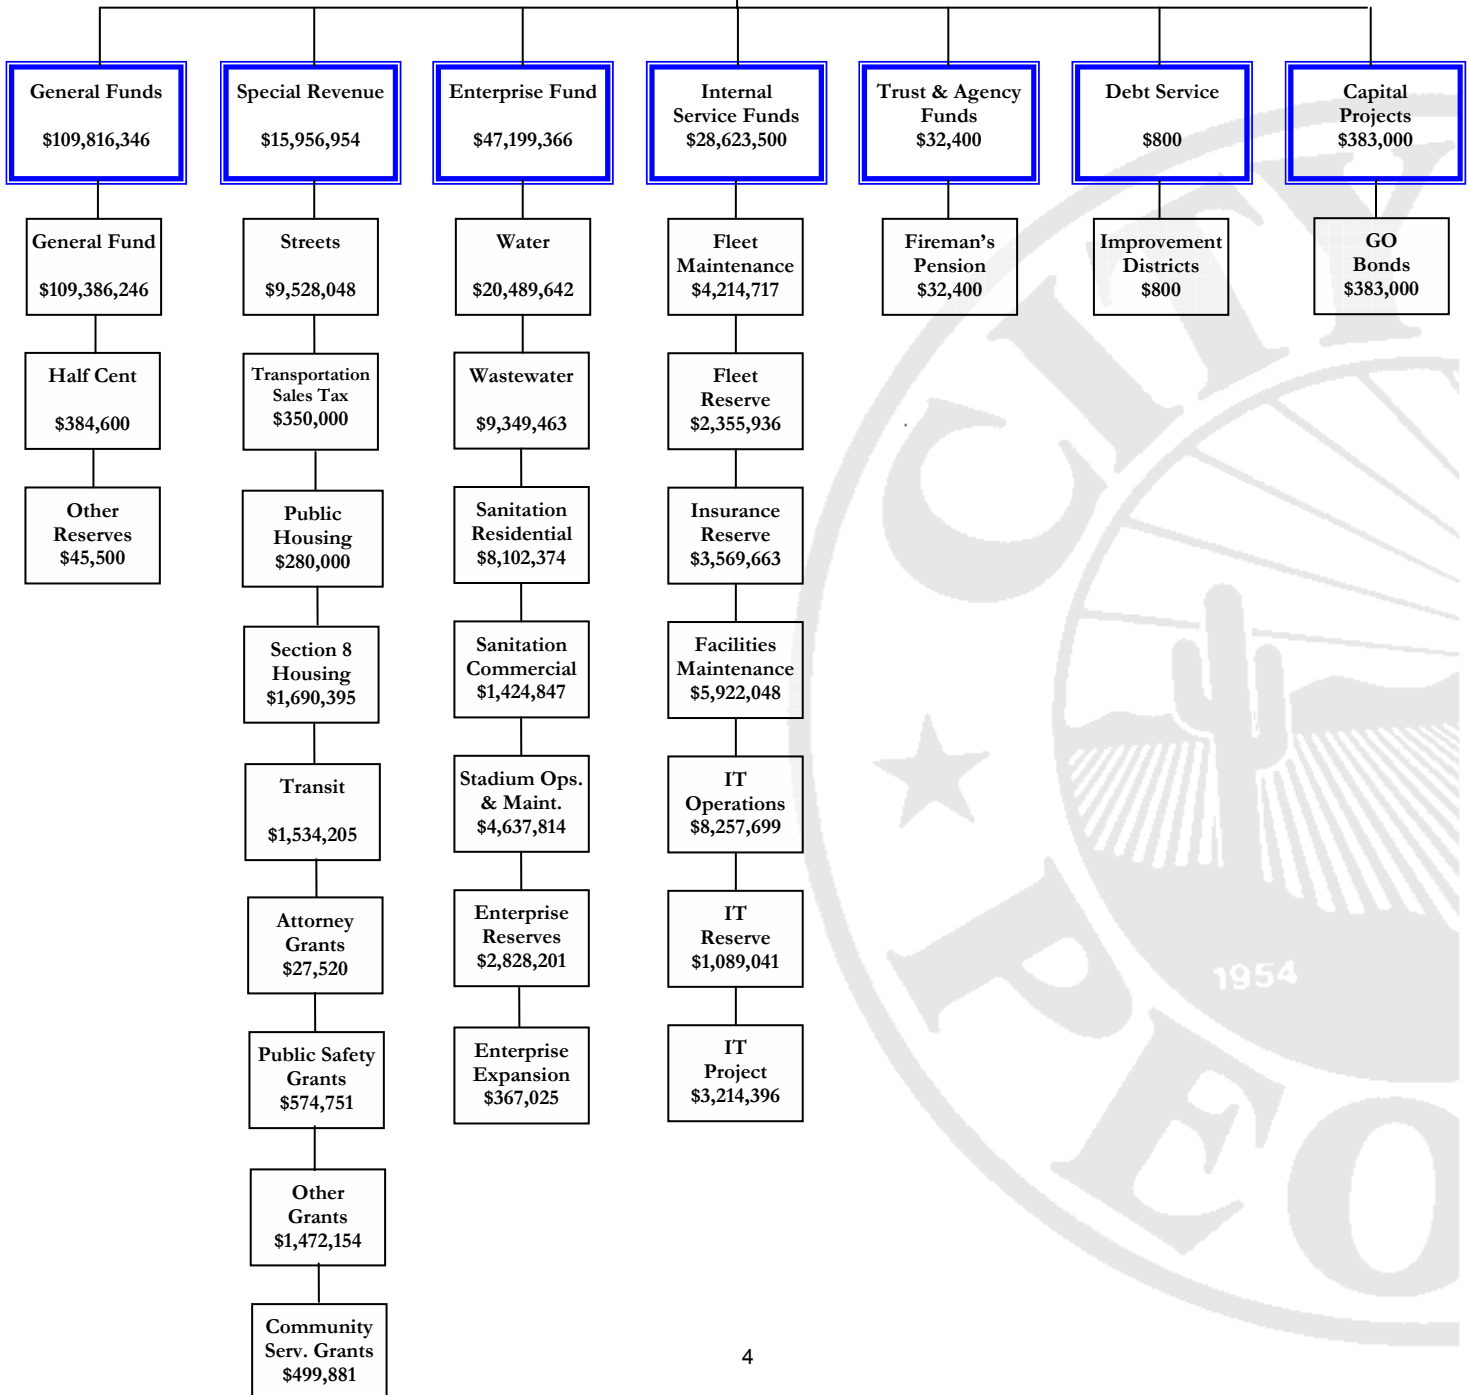 General Funds
$109,816,346
Special Revenue
$15,956,954
Enterprise Fund
$47,199,366
Internal
Service Funds
$28,623,500
Trust & Agency
Funds
$32,400
Debt Service
$800
Capital
Projects
$383,000
General Fund
$109,386,246
Half Cent
$384,600
Other
Reserves
$45,500
Streets
$9,528,048
Transportation
Sales Tax
$350,000
Public
Housing
$280,000
Section 8
Housing
$1,690,395
Transit
$1,534,205
Attorney
Grants
$27,520
Public Safety
Grants
$574,751
Other
Grants
$1,472,154
Community
Serv. Grants
$499,881
Water
$20,489,642
Wastewater
$9,349,463
Sanitation
Residential
$8,102,374
Sanitation
Commercial
$1,424,847
Stadium Ops.
& Maint.
$4,637,814
Enterprise
Reserves
$2,828,201
Enterprise
Expansion
$367,025
Fleet
Maintenance
$4,214,717
Fleet
Reserve
$2,355,936
Insurance
Reserve
$3,569,663
Facilities
Maintenance
$5,922,048
IT
Operations
$8,257,699
IT
Reserve
$1,089,041
IT
Project
$3,214,396
Fireman's
Pension
$32,400
Improvement
Districts
$800
GO
Bonds
$383,000
CITY
PEO
1954
4